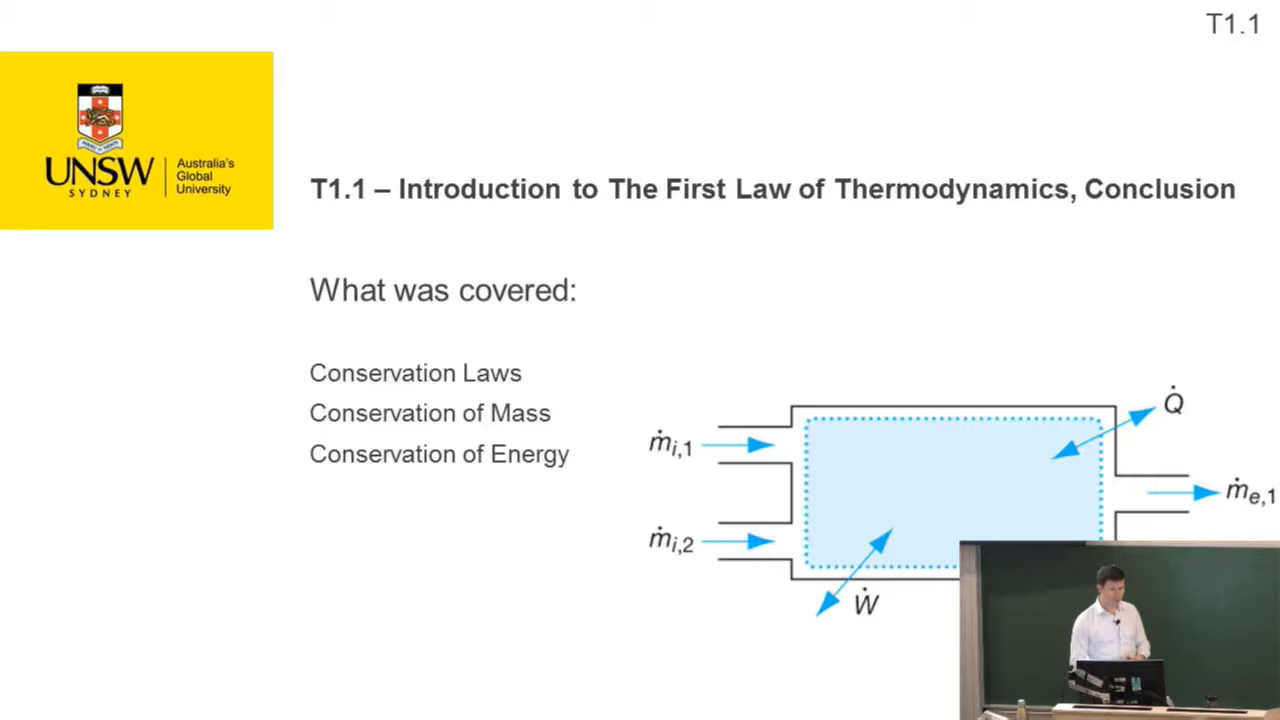 T1.1
UNSW
SYDNEY
Australia's
Global
University
T1.1 – Introduction to The First Law of Thermodynamics, Conclusion
What was covered:
Conservation Laws
Conservation of Mass
Conservation of Energy
Q̇
ṁi,1
ṁe,1
ṁi,2
Ẇ